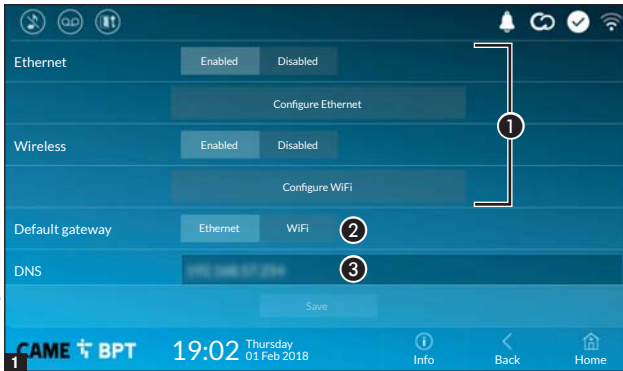 Ethernet Enabled Disabled
Configure Ethernet
1
Wireless Enabled Disabled
Configure WiFi
Default gateway Ethernet WiFi 2
DNS 3
Save
CAME BPT 19:02 Thursday
01 Feb 2018
Info Back Home
1